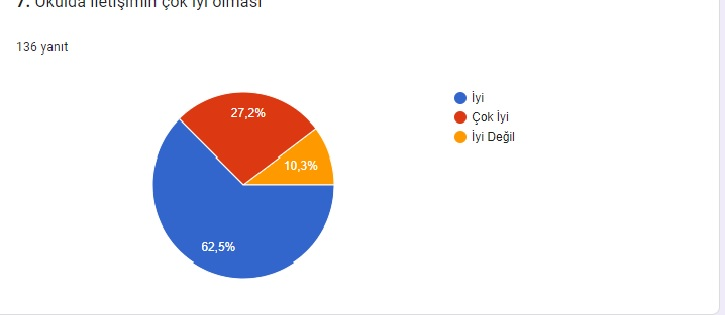 7. Okulda iletişimin çok iyi olması
136 yanıt
İyi
Çok İyi
İyi Değil
27,2%
10,3%
62,5%